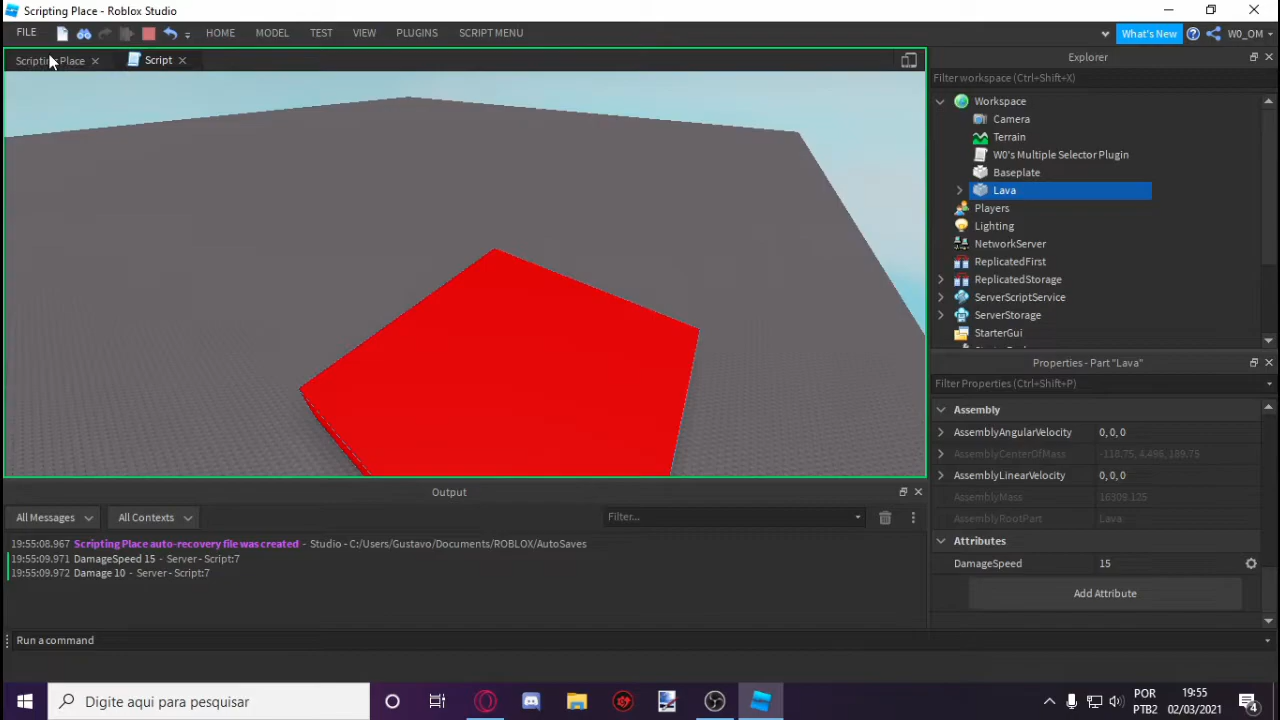 Scripting Place - Roblox Studio
FILE HOME MODEL TEST VIEW PLUGINS SCRIPT MENU What's New W0_OM
Scripting Place Script
Explorer
Filter workspace (Ctrl+Shift+X)
Workspace
Camera
Terrain
W0's Multiple Selector Plugin
Baseplate
Lava
Players
Lighting
NetworkServer
ReplicatedFirst
ReplicatedStorage
ServerScriptService
ServerStorage
StarterGui
Properties - Part "Lava"
Filter Properties (Ctrl+Shift+P)
Assembly
AssemblyAngularVelocity 0, 0, 0
AssemblyCenterOfMass -118.75, 4.496, 189.75
AssemblyLinearVelocity 0, 0, 0
AssemblyMass 16309.125
AssemblyRootPart Lava
Attributes
DamageSpeed 15
Add Attribute
Output
All Messages All Contexts Filter...
19:55:08.967 Scripting Place auto-recovery file was created - Studio - C:/Users/Gustavo/Documents/ROBLOX/AutoSaves
19:55:09.971 DamageSpeed 15 - Server - Script:7
19:55:09.972 Damage 10 - Server - Script:7
Run a command
Digite aqui para pesquisar
POR
PTB2
19:55
02/03/2021
4